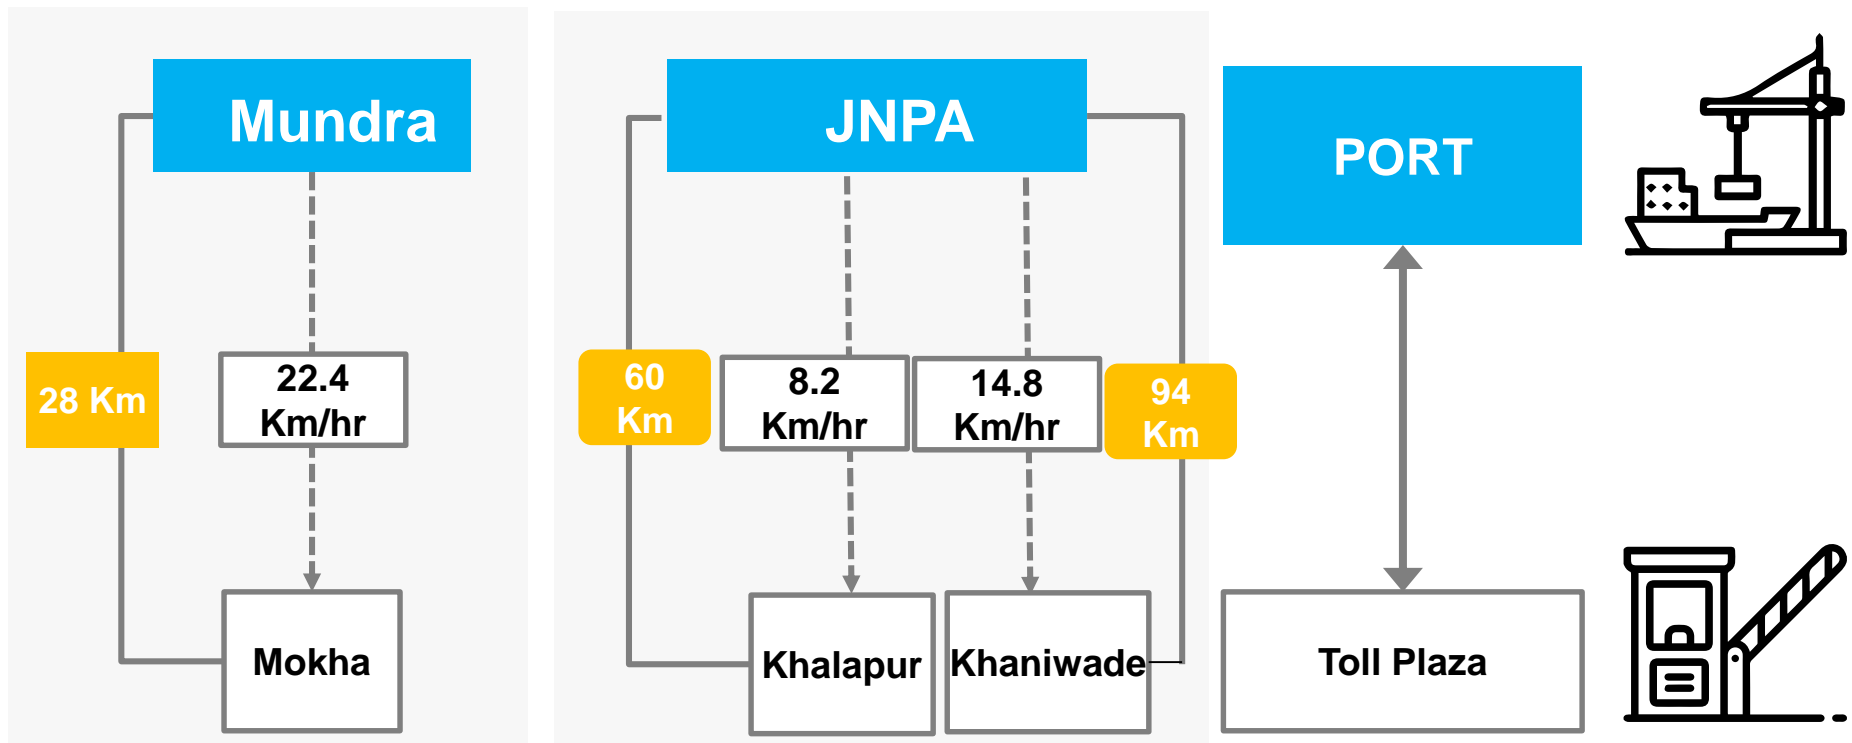 Mundra
28 Km
22.4
Km/hr
Mokha
JNPA
60
Km
8.2
Km/hr
14.8
Km/hr
94
Km
Khalapur
Khaniwade
PORT
Toll Plaza